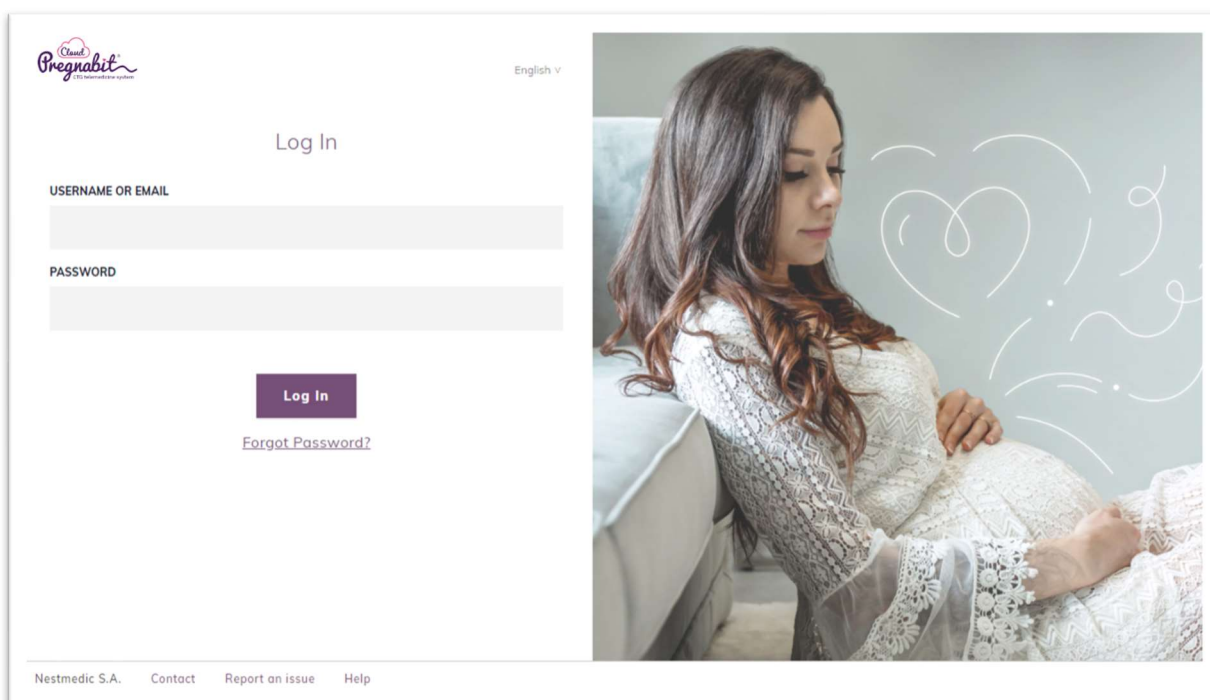 Cloud
Pregnabit®
CTG telemedicine system
English
Log In
USERNAME OR EMAIL
PASSWORD
Log In
Forgot Password?
Nestmedic S.A. Contact Report an issue Help